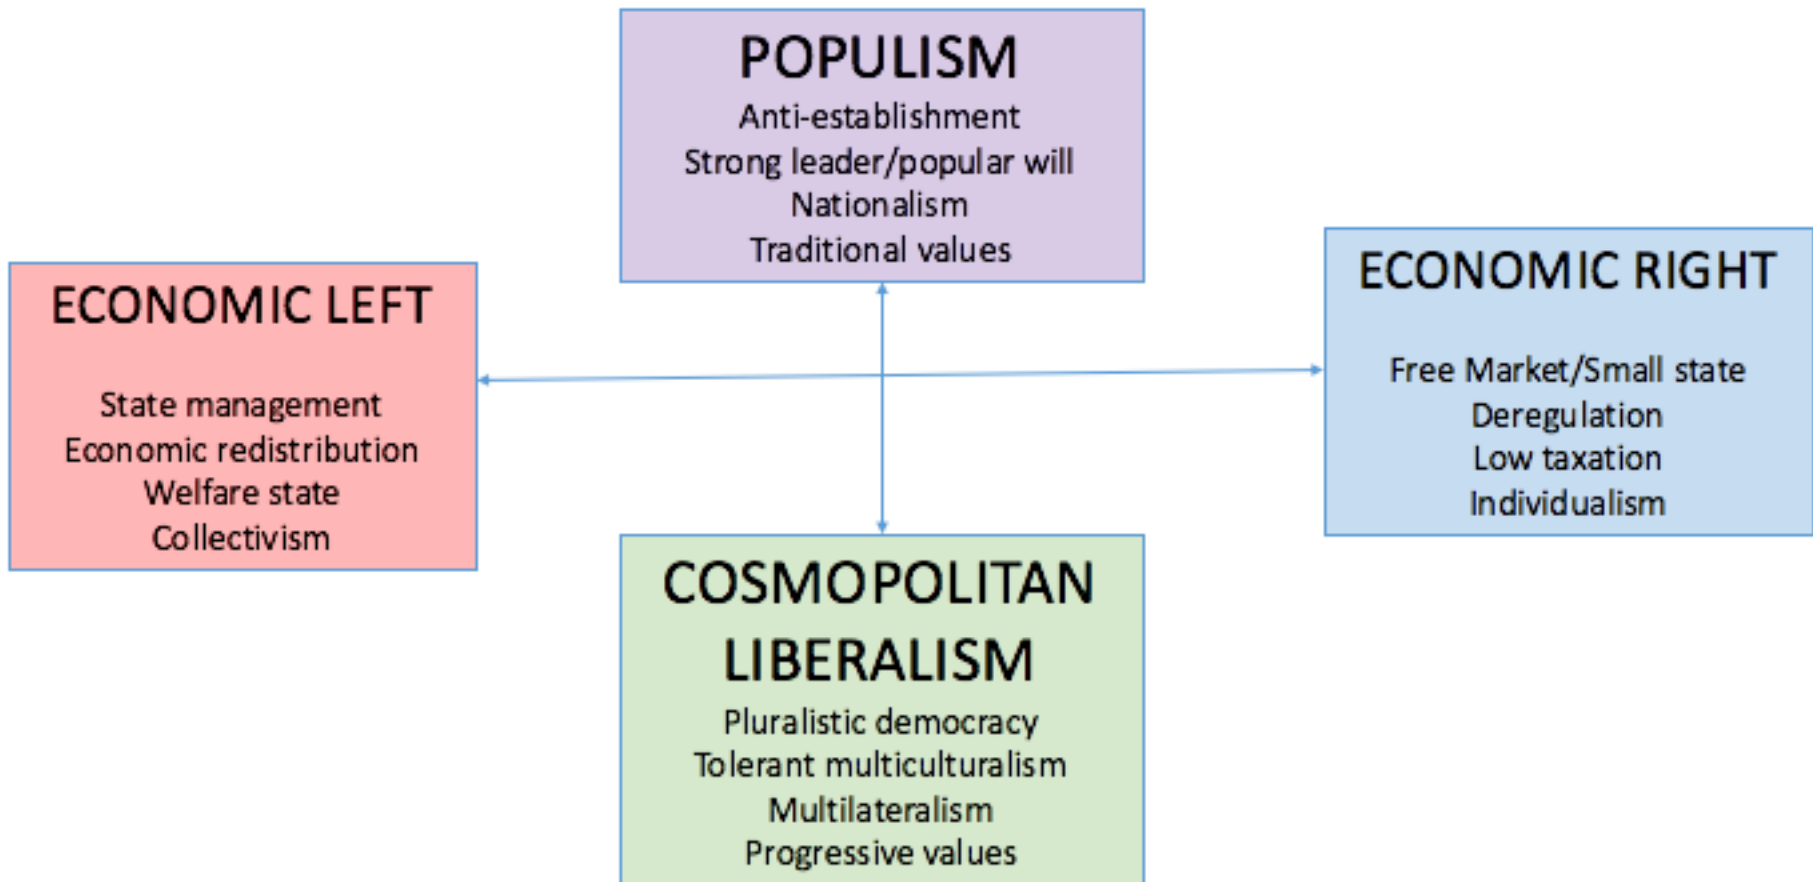 POPULISM
Anti-establishment
Strong leader/popular will
Nationalism
Traditional values
ECONOMIC LEFT
State management
Economic redistribution
Welfare state
Collectivism
ECONOMIC RIGHT
Free Market/Small state
Deregulation
Low taxation
Individualism
COSMOPOLITAN
LIBERALISM
Pluralistic democracy
Tolerant multiculturalism
Multilateralism
Progressive values